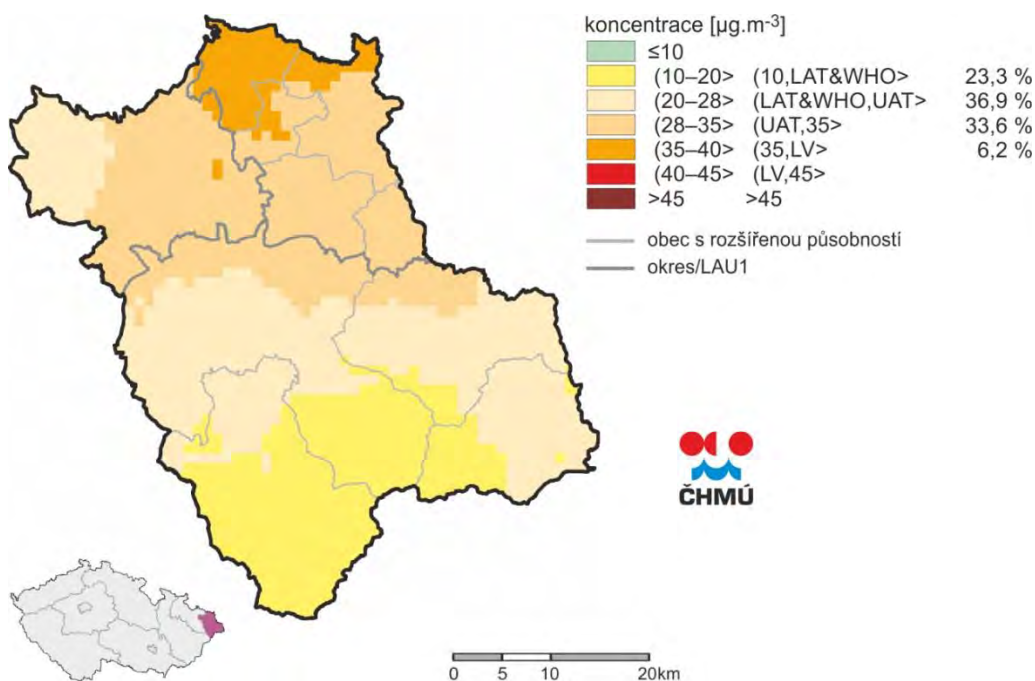 koncentrace [µg.m⁻³]
≤10
(10–20> (10,LAT&WHO> 23,3 %
(20–28> (LAT&WHO,UAT> 36,9 %
(28–35> (UAT,35> 33,6 %
(35–40> (35,LV> 6,2 %
(40–45> (LV,45>
>45 >45
obec s rozšířenou působností
okres/LAU1
ČHMÚ
0 5 10 20km